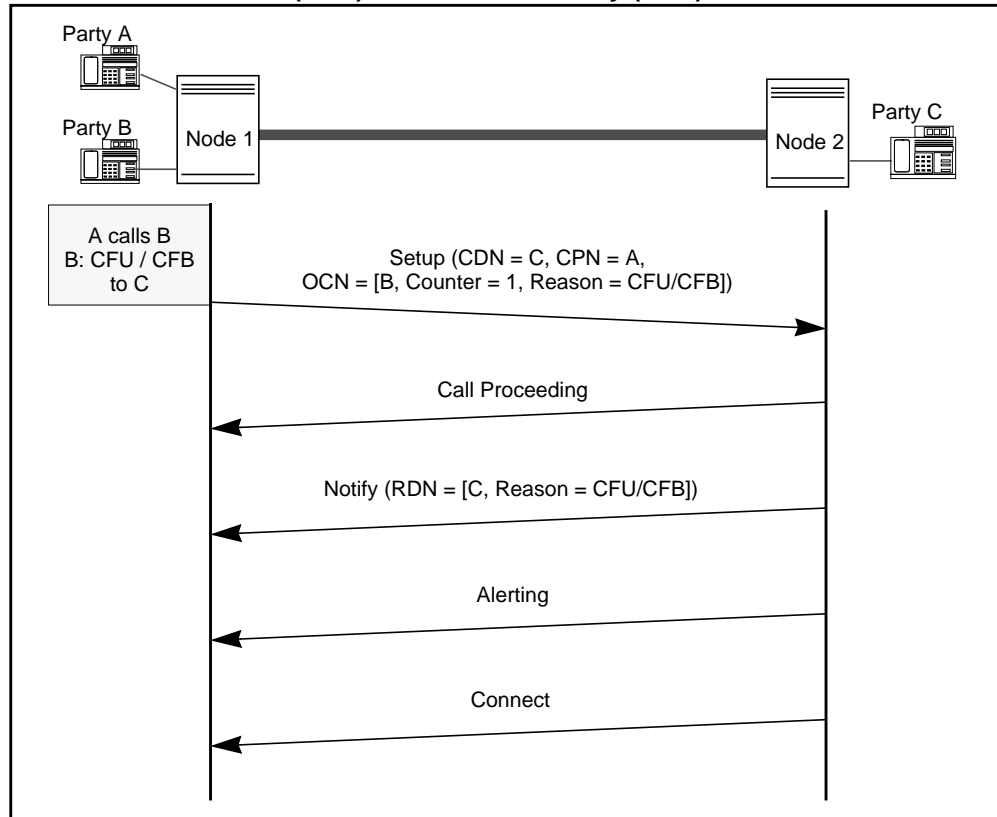 Party A
Party B
Node 1
Node 2
Party C
A calls B
B: CFU / CFB
to C
Setup (CDN = C, CPN = A,
OCN = [B, Counter = 1, Reason = CFU/CFB])
Call Proceeding
Notify (RDN = [C, Reason = CFU/CFB])
Alerting
Connect